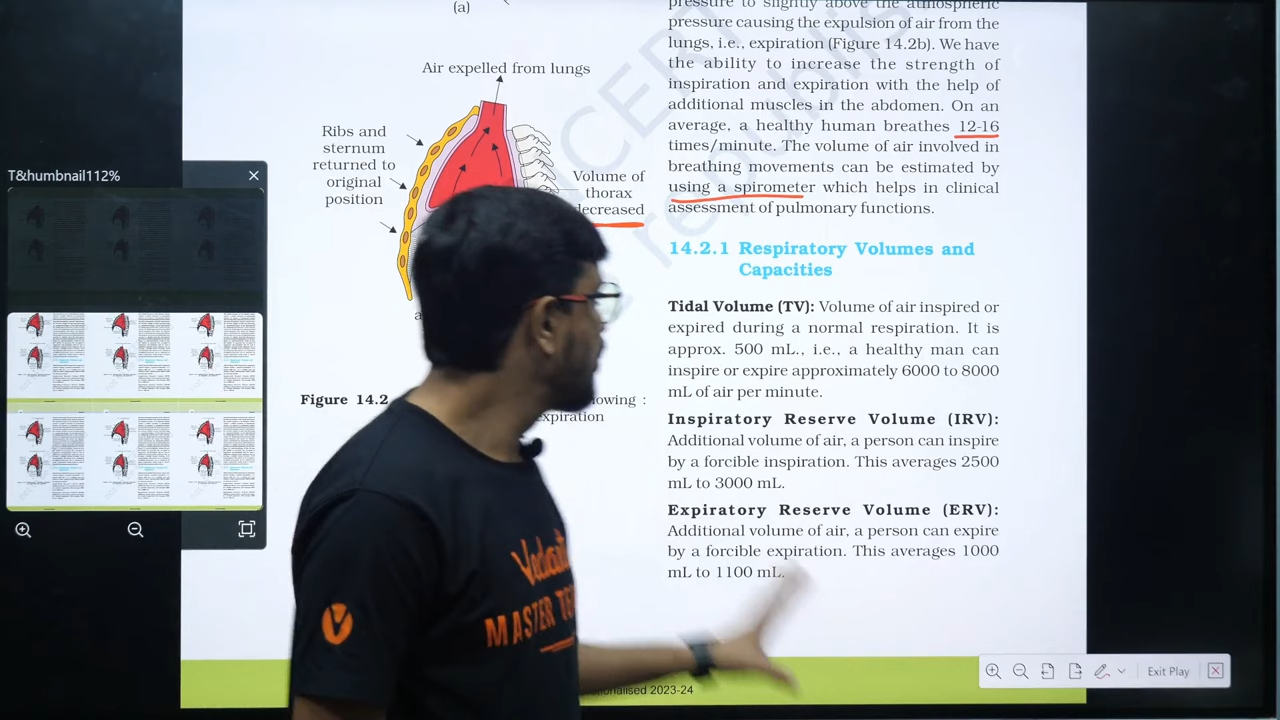 (a)
Air expelled from lungs
Ribs and
sternum
returned to
original
position
Volume of
thorax
decreased
Figure 14.2
expiration
pressure to slightly above the atmospheric
pressure causing the expulsion of air from the
lungs, i.e., expiration (Figure 14.2b). We have
the ability to increase the strength of
inspiration and expiration with the help of
additional muscles in the abdomen. On an
average, a healthy human breathes 12-16
times/minute. The volume of air involved in
breathing movements can be estimated by
using a spirometer which helps in clinical
assessment of pulmonary functions.
14.2.1 Respiratory Volumes and
Capacities
Tidal Volume (TV): Volume of air inspired or
expired during a normal respiration. It is
approx. 500 mL., i.e., a healthy man can
inspire or expire approximately 6000 to 8000
mL of air per minute.
Inspiratory Reserve Volume (IRV):
Additional volume of air, a person can inspire
by a forcible inspiration. This averages 2500
mL to 3000 mL.
Expiratory Reserve Volume (ERV):
Additional volume of air, a person can expire
by a forcible expiration. This averages 1000
mL to 1100 mL.
2023-24
T&humbnail112%
Exit Play
MASTER